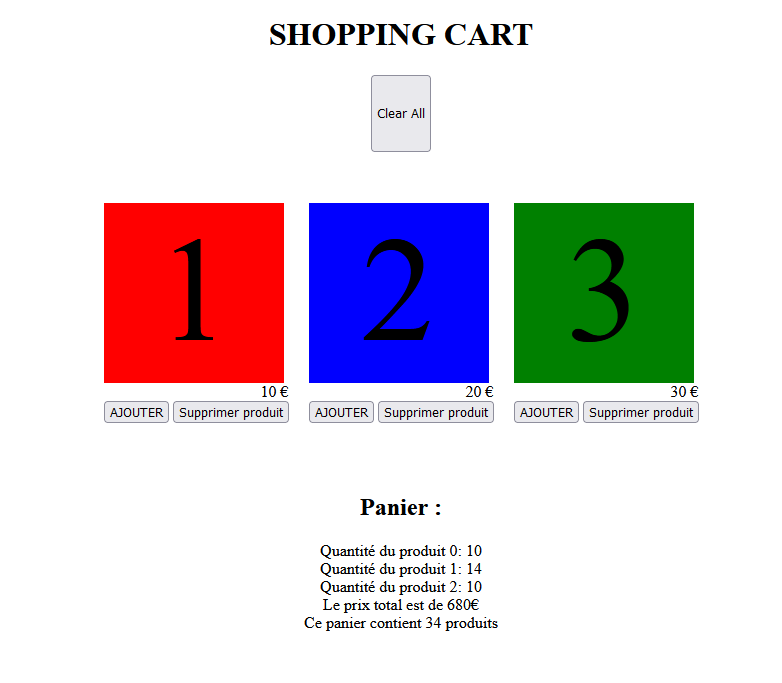 SHOPPING CART
Clear All
1 2 3
10 € 20 € 30 €
AJOUTER Supprimer produit AJOUTER Supprimer produit AJOUTER Supprimer produit
Panier :
Quantité du produit 0: 10
Quantité du produit 1: 14
Quantité du produit 2: 10
Le prix total est de 680€
Ce panier contient 34 produits